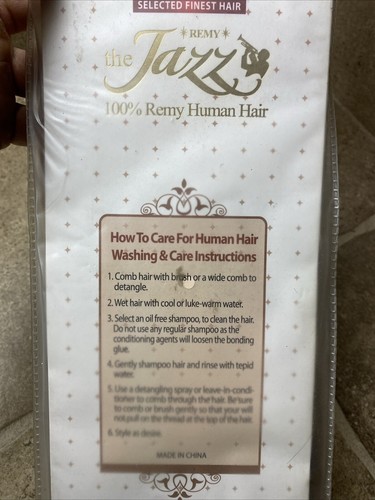 SELECTED FINEST HAIR
REMY
the Jazz
100% Remy Human Hair
How To Care For Human Hair
Washing & Care Instructions
1. Comb hair with brush or a wide comb to
detangle.
2. Wet hair with cool or luke-warm water.
3. Select an oil free shampoo, to clean the hair.
Do not use any regular shampoo as the
conditioning agents will loosen the bonding
glue.
4. Gently shampoo hair and rinse with tepid
water.
5. Use a detangling spray or leave-in-condi-
tioner to comb through the hair. Be sure
to comb or brush gently so that your will
not pull on the thread at the top of the hair.
6. Style as desire.
MADE IN CHINA